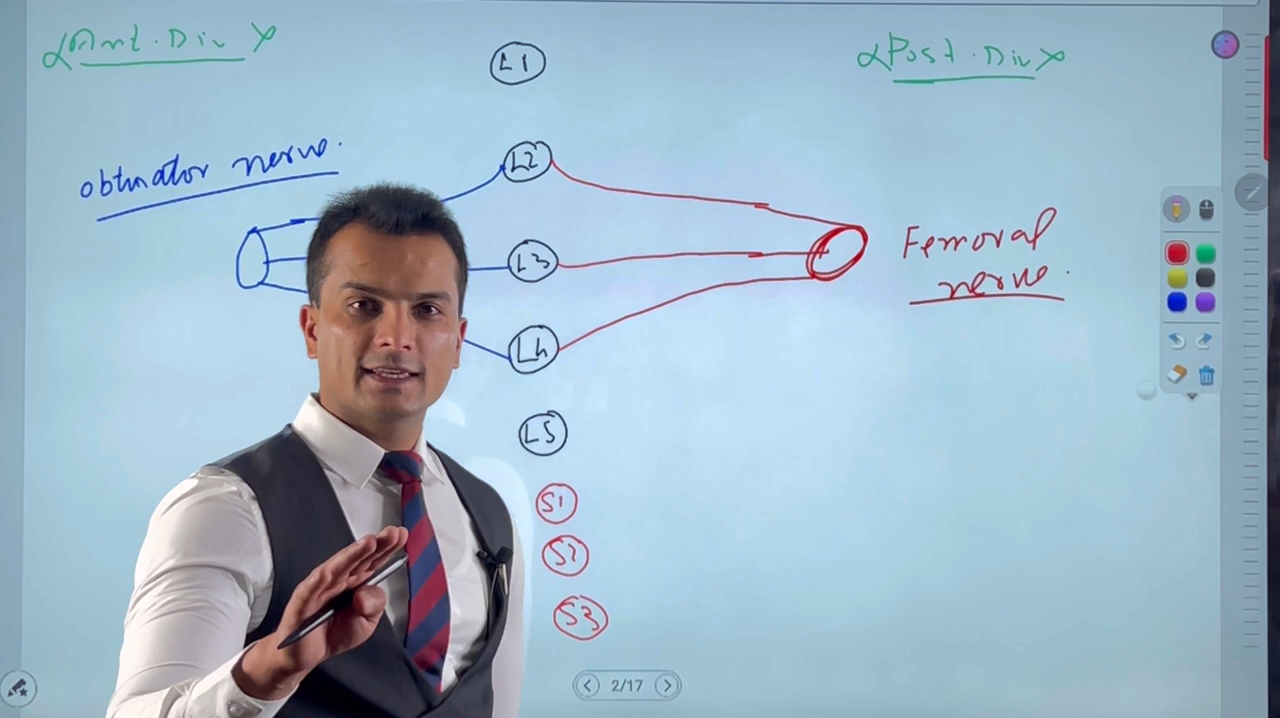 Ant. Div
L1
Post. Div
obturator nerve.
L2
L3
Femoral
nerve.
L4
L5
S1
S2
S3
2/17